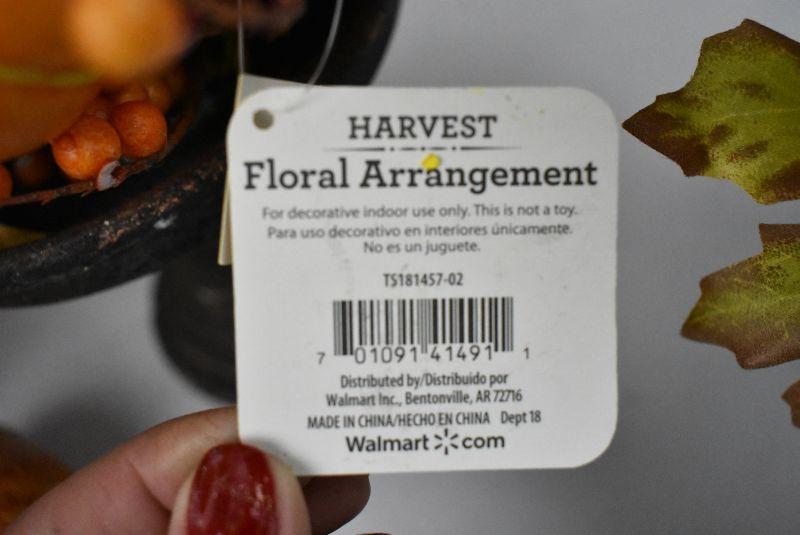 HARVEST
Floral Arrangement
For decorative indoor use only. This is not a toy.
Para uso decorativo en interiores únicamente.
No es un juguete.
TS181457-02
7 01091 41491 1
Distributed by/Distribuido por
Walmart Inc., Bentonville, AR 72716
MADE IN CHINA/HECHO EN CHINA Dept 18
Walmart com